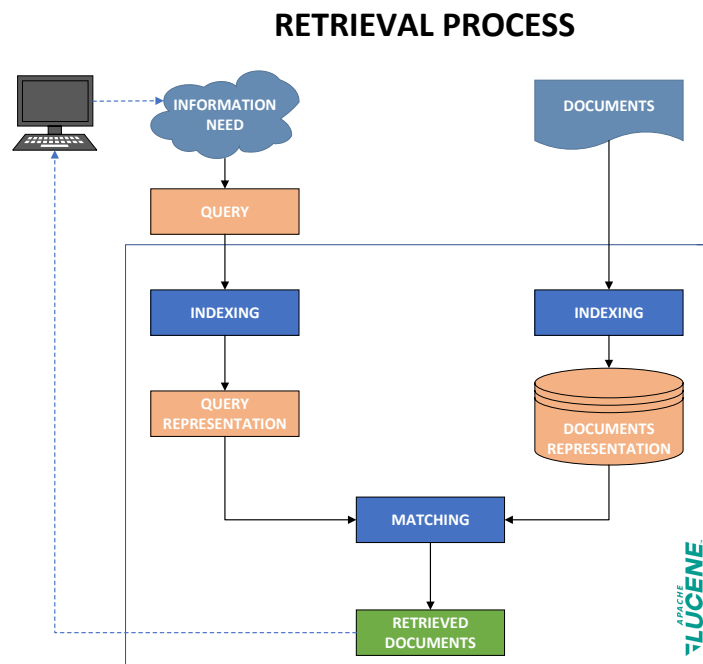 RETRIEVAL PROCESS
INFORMATION
NEED
DOCUMENTS
QUERY
INDEXING
INDEXING
QUERY
REPRESENTATION
DOCUMENTS
REPRESENTATION
MATCHING
RETRIEVED
DOCUMENTS
APACHE
LUCENE